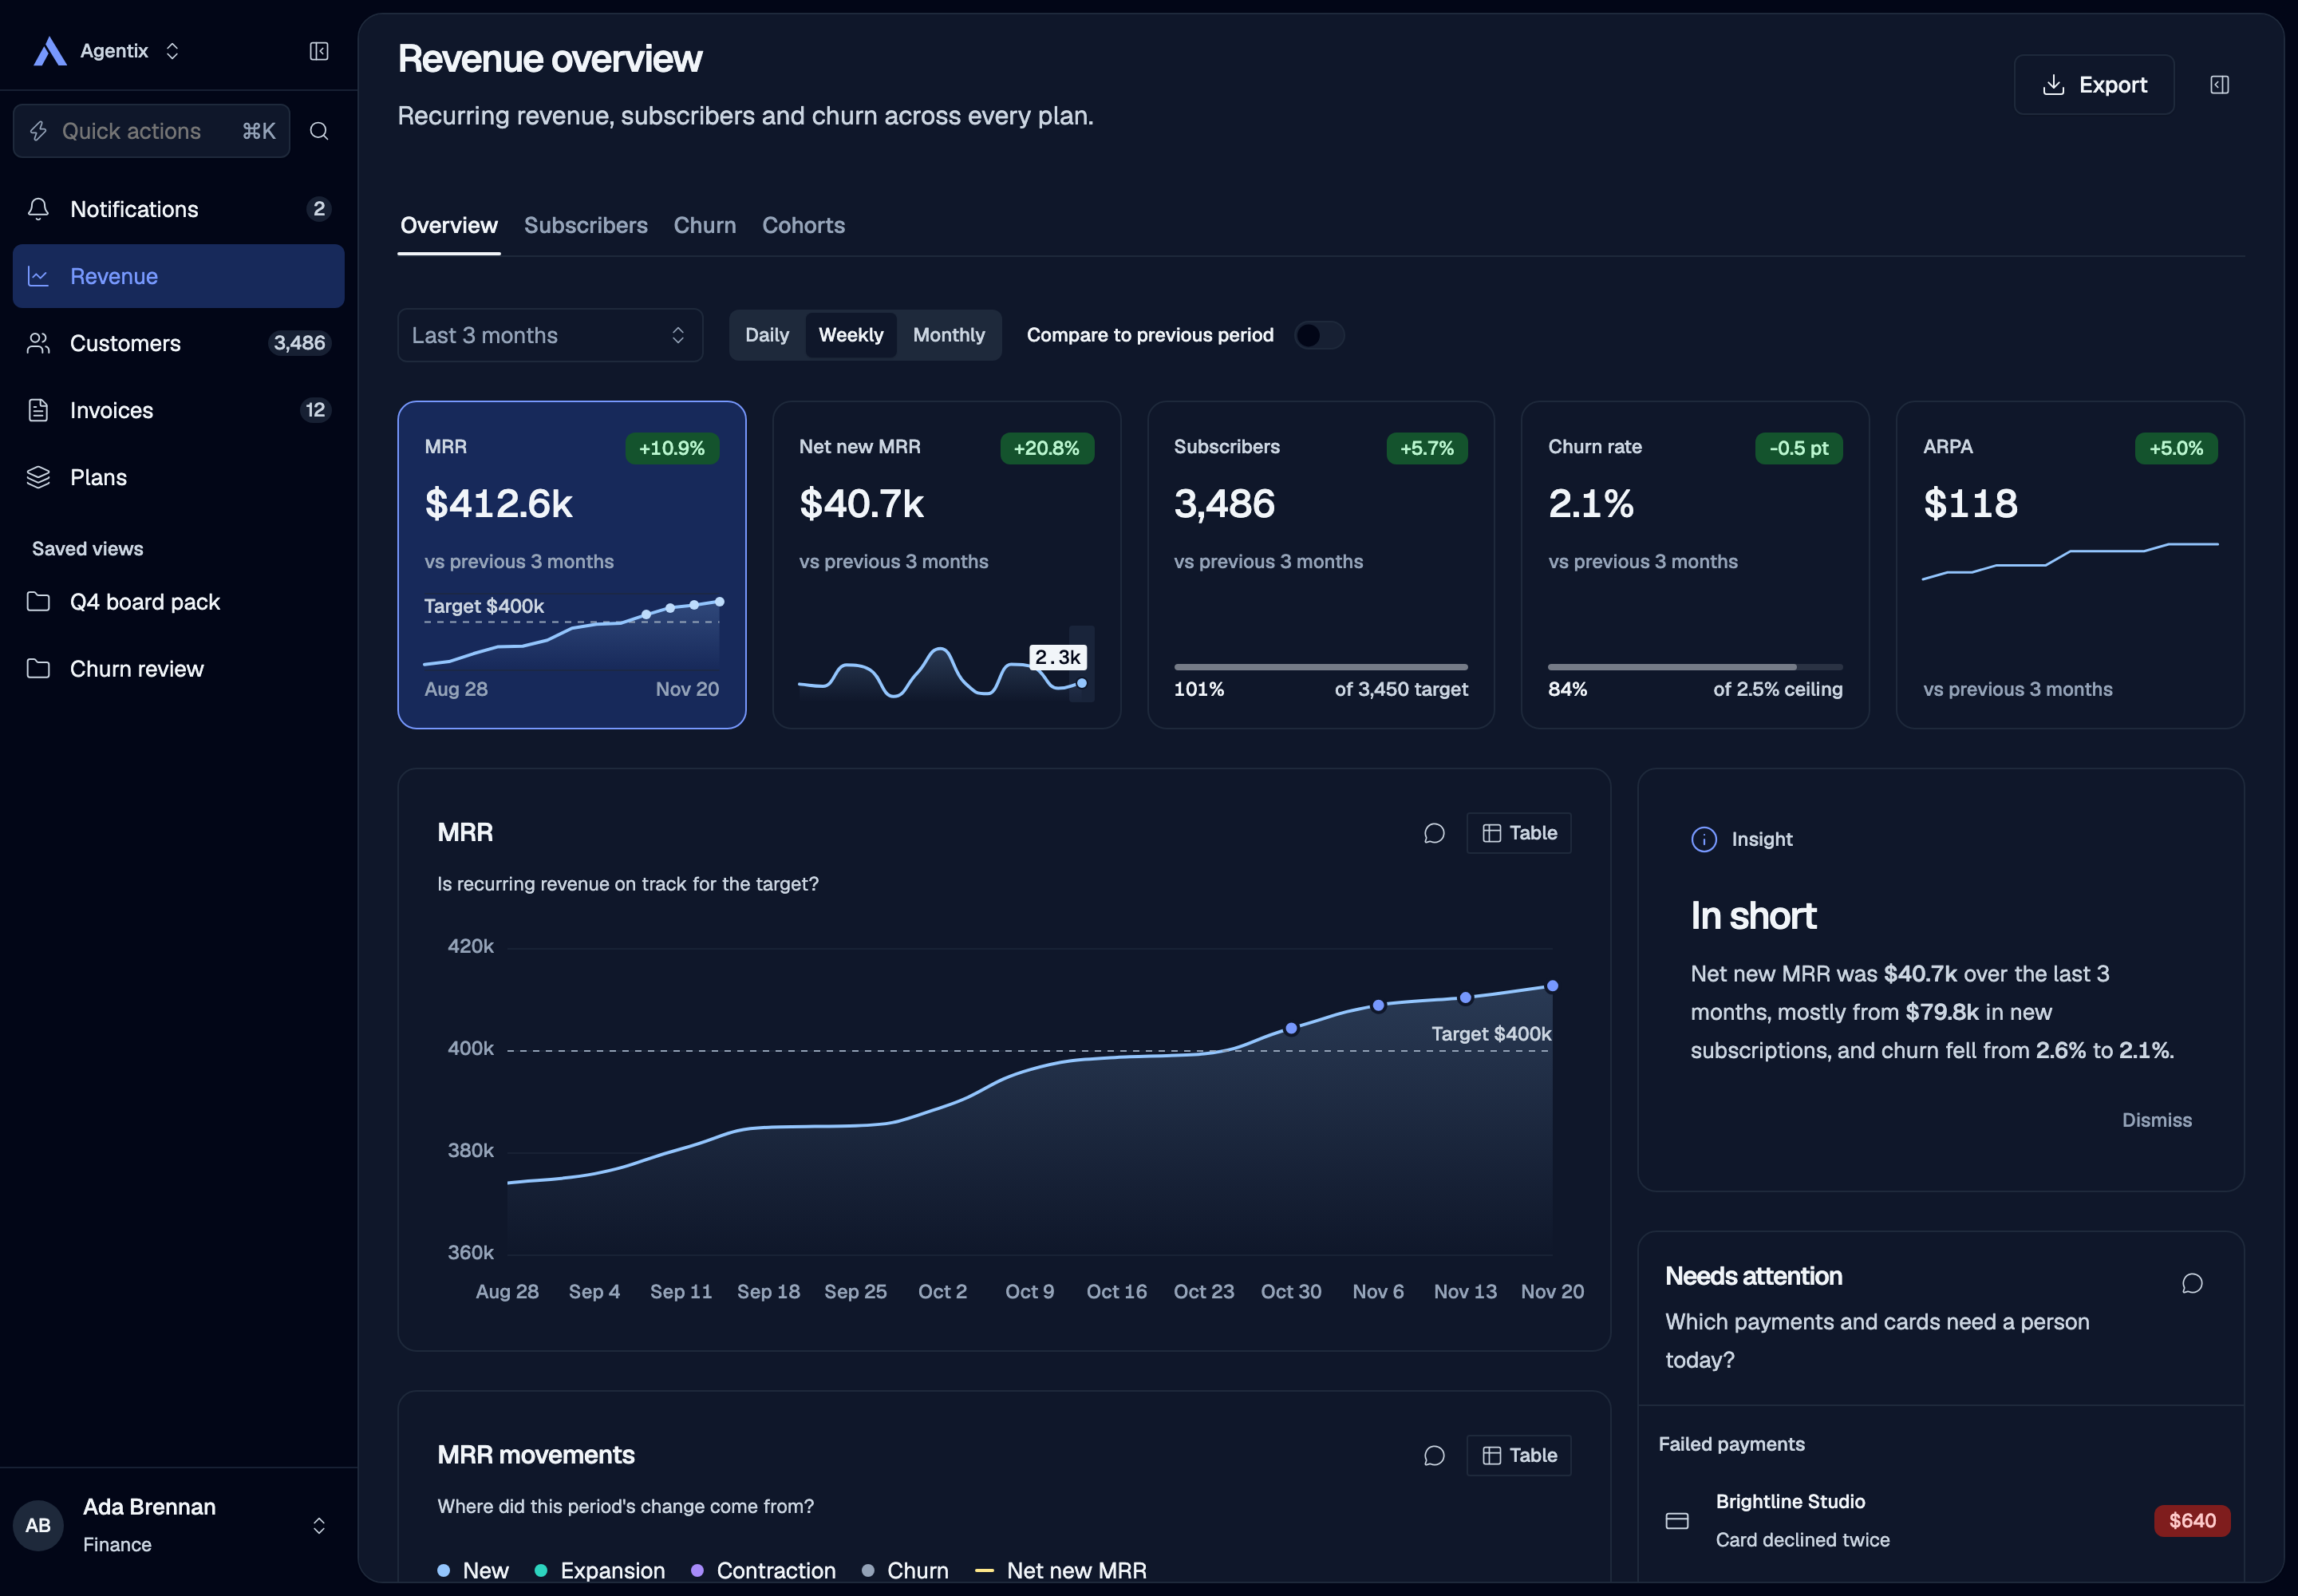 Agentix
Quick actions ⌘K
Notifications 2
Revenue
Customers 3,486
Invoices 12
Plans
Saved views
Q4 board pack
Churn review
AB
Ada Brennan
Finance
Revenue overview
Recurring revenue, subscribers and churn across every plan.
Export
Overview Subscribers Churn Cohorts
Last 3 months
Daily Weekly Monthly
Compare to previous period
MRR +10.9%
$412.6k
vs previous 3 months
Target $400k
Aug 28 Nov 20
Net new MRR +20.8%
$40.7k
vs previous 3 months
2.3k
Subscribers +5.7%
3,486
vs previous 3 months
101% of 3,450 target
Churn rate -0.5 pt
2.1%
vs previous 3 months
84% of 2.5% ceiling
ARPA +5.0%
$118
vs previous 3 months
MRR
Table
Is recurring revenue on track for the target?
420k
400k
380k
360k
Target $400k
Aug 28 Sep 4 Sep 11 Sep 18 Sep 25 Oct 2 Oct 9 Oct 16 Oct 23 Oct 30 Nov 6 Nov 13 Nov 20
MRR movements
Table
Where did this period's change come from?
New Expansion Contraction Churn Net new MRR
Insight
In short
Net new MRR was $40.7k over the last 3
months, mostly from $79.8k in new
subscriptions, and churn fell from 2.6% to 2.1%.
Dismiss
Needs attention
Which payments and cards need a person
today?
Failed payments
Brightline Studio
Card declined twice
$640